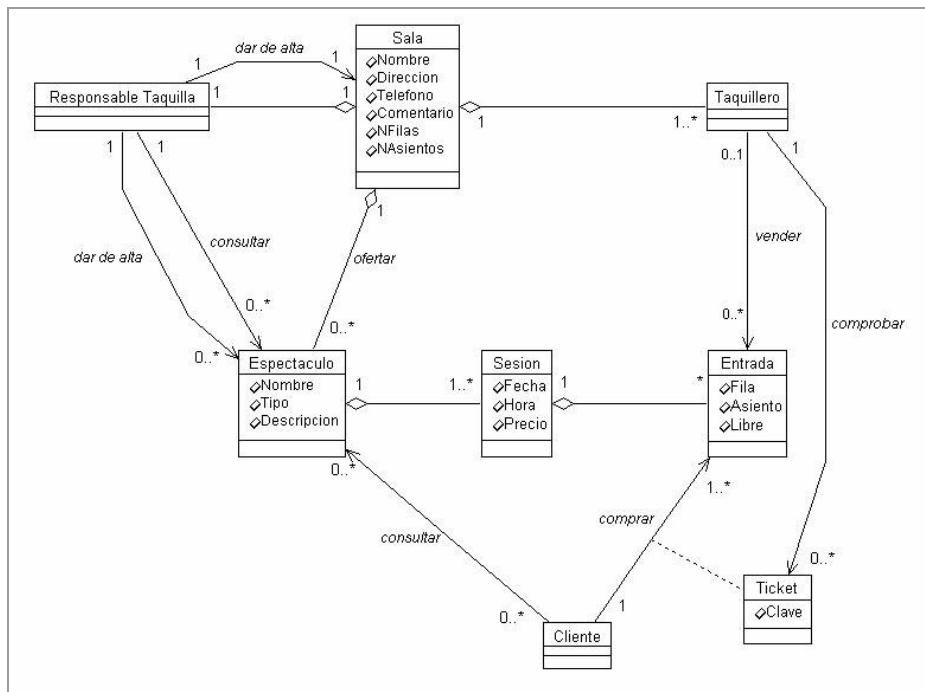 Sala
dar de alta
1
1
Nombre
Direccion
Telefono
Comentario
NFilas
NAsientos
Responsable Taquilla
1
1
1
1..*
Taquillero
1
1
1
0..1
1
dar de alta
consultar
ofertar
vender
comprobar
0..*
0..*
0..*
0..*
Espectaculo
Nombre
Tipo
Descripcion
1
1..*
Sesion
Fecha
Hora
Precio
1
*
Entrada
Fila
Asiento
Libre
0..*
1..*
consultar
comprar
0..*
1
Cliente
0..*
Ticket
Clave